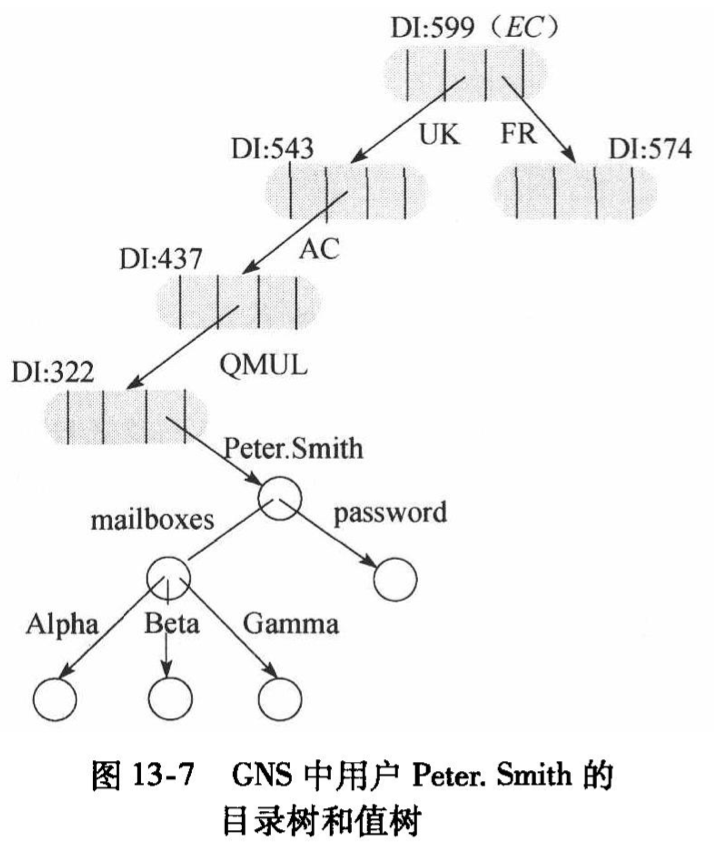 DI:599（EC）
UK FR
DI:543
DI:574
AC
DI:437
QMUL
DI:322
Peter.Smith
mailboxes
password
Alpha
Beta
Gamma
图 13-7 GNS 中用户 Peter. Smith 的
目录树和值树